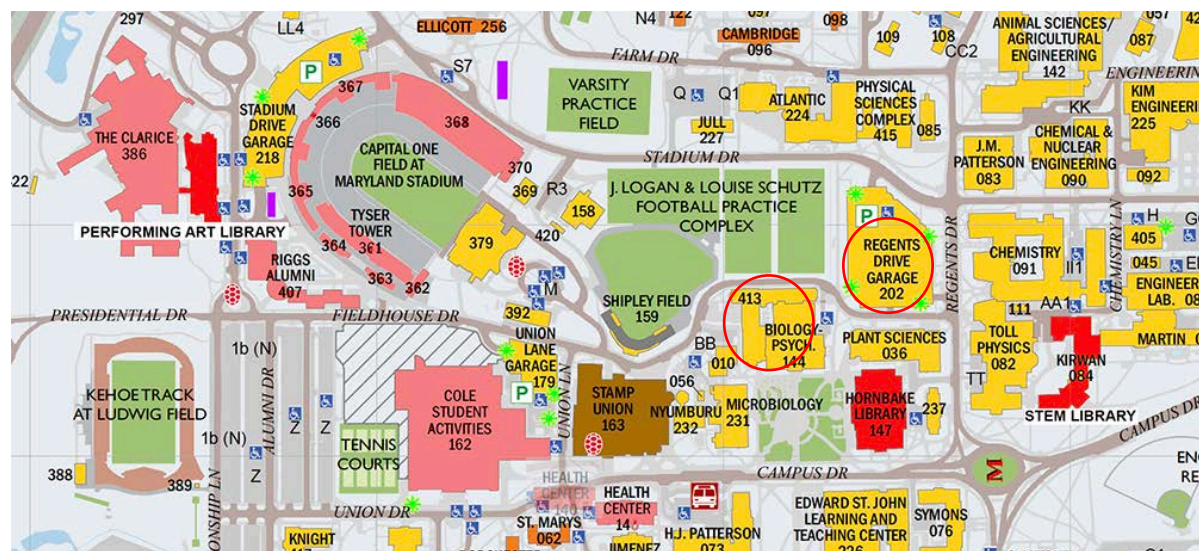 297
LL4
ELLICOTT 256
N4
122
097
CAMBRIDGE
096
098
109
108
CC2
ANIMAL SCIENCES/
AGRICULTURAL
ENGINEERING
142
087
057
S7
FARM DR
ENGINEERING
P
367
366
368
STADIUM
DRIVE
GARAGE
218
THE CLARICE
386
CAPITAL ONE
FIELD AT
MARYLAND STADIUM
VARSITY
PRACTICE
FIELD
Q
Q1
JULL
227
ATLANTIC
224
PHYSICAL
SCIENCES
COMPLEX
415
085
KK
KIM
ENGINEERING
225
CHEMICAL &
NUCLEAR
ENGINEERING
090
J.M.
PATTERSON
083
092
370
STADIUM DR
369
R3
158
365
J. LOGAN & LOUISE SCHUTZ
FOOTBALL PRACTICE
COMPLEX
P
REGENTS
DRIVE
GARAGE
202
REGENTS DR
CHEMISTRY LN
H
G
405
PERFORMING ART LIBRARY
TYSER
TOWER
361
364
363
362
379
420
RIGGS
ALUMNI
407
M
CHEMISTRY
091
II1
045
ENGINEER
LAB.
SHIPLEY FIELD
159
413
111
AA1
PRESIDENTIAL DR
FIELDHOUSE DR
392
UNION
LANE
GARAGE
179
P
BIOLOGY-
PSYCH.
144
PLANT SCIENCES
036
TOLL
PHYSICS
082
KIRWAN
084
MARTIN
BB
010
1b (N)
ALUMNI DR
TT
STEM LIBRARY
KEHOE TRACK
AT LUDWIG FIELD
Z
Z
COLE
STUDENT
ACTIVITIES
162
UNION LN
STAMP
UNION
163
056
NYUMBURU
232
MICROBIOLOGY
231
HORNBAKE
LIBRARY
147
237
CAMPUS DR
1b (N)
TENNIS
COURTS
388
389
Z
M
CAMPUS DR
HEALTH
CENTER
140
HEALTH
CENTER
UNION DR
ST. MARYS
062
H.J. PATTERSON
073
EDWARD ST. JOHN
LEARNING AND
TEACHING CENTER
226
SYMONS
076
KNIGHT
JIMENEZ